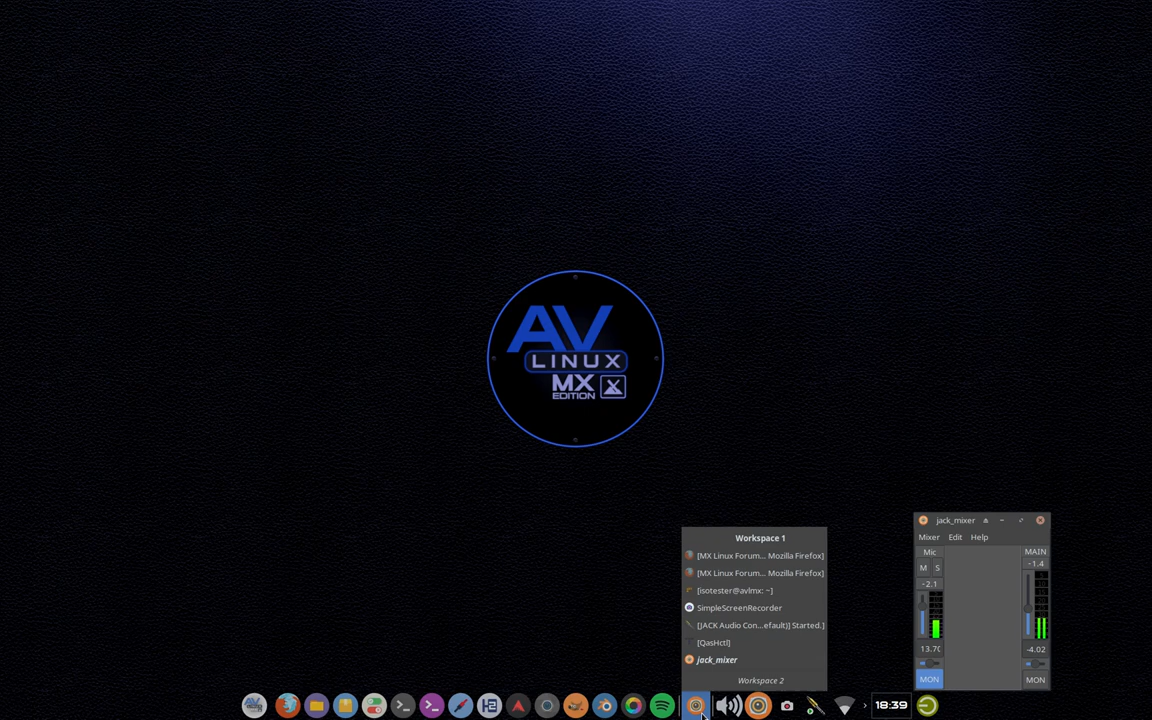 AV
LINUX
MX
EDITION
jack_mixer
Mixer Edit Help
Mic
MAIN
-1.4
M S
-2.1
13.70
-4.02
MON
MON
Workspace 1
[MX Linux Forum... Mozilla Firefox]
[MX Linux Forum... Mozilla Firefox]
[isotester@avlmx: ~]
SimpleScreenRecorder
[JACK Audio Con...efault)] Started.]
[QasHctl]
jack_mixer
Workspace 2
H2
18:39